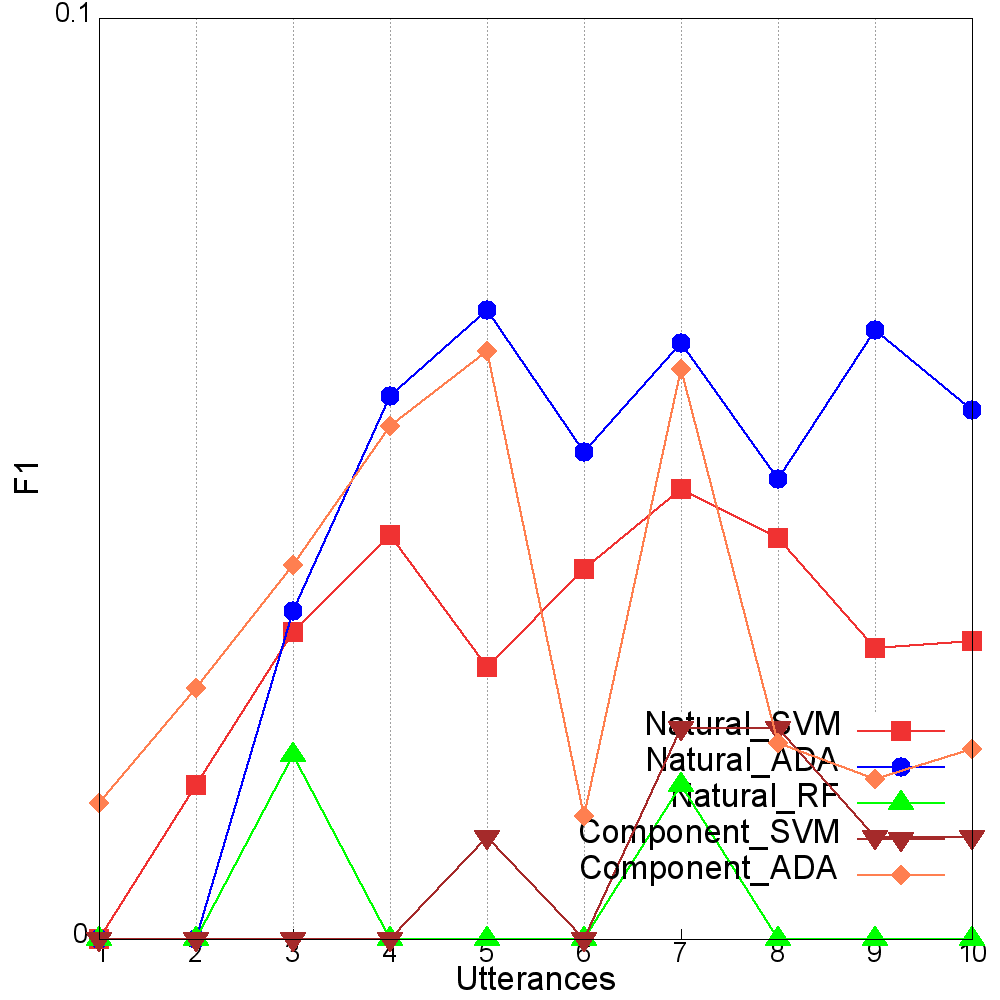 0.1
F1
Natural_SVM
Natural_ADA
Natural_RF
Component_SVM
Component_ADA
0
1 2 3 4 5 6 7 8 9 10
Utterances